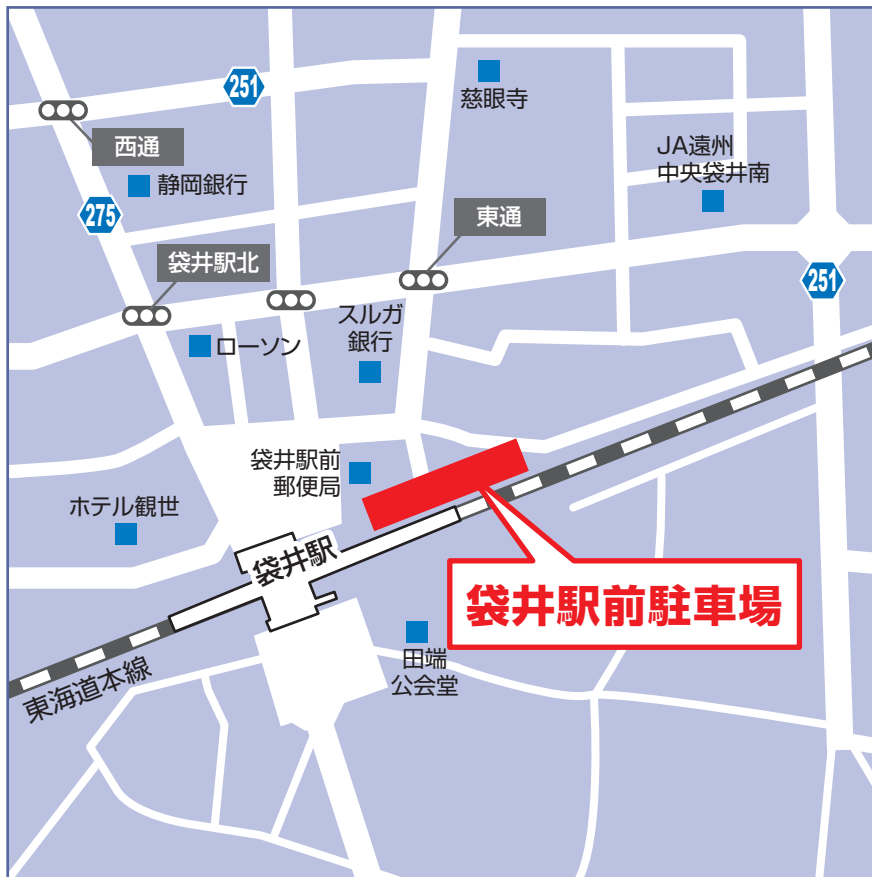 251
慈眼寺
西通
JA遠州
中央袋井南
静岡銀行
275
東通
袋井駅北
251
スルガ
銀行
ローソン
袋井駅前
郵便局
ホテル観世
袋井駅
袋井駅前駐車場
田端
公会堂
東海道本線